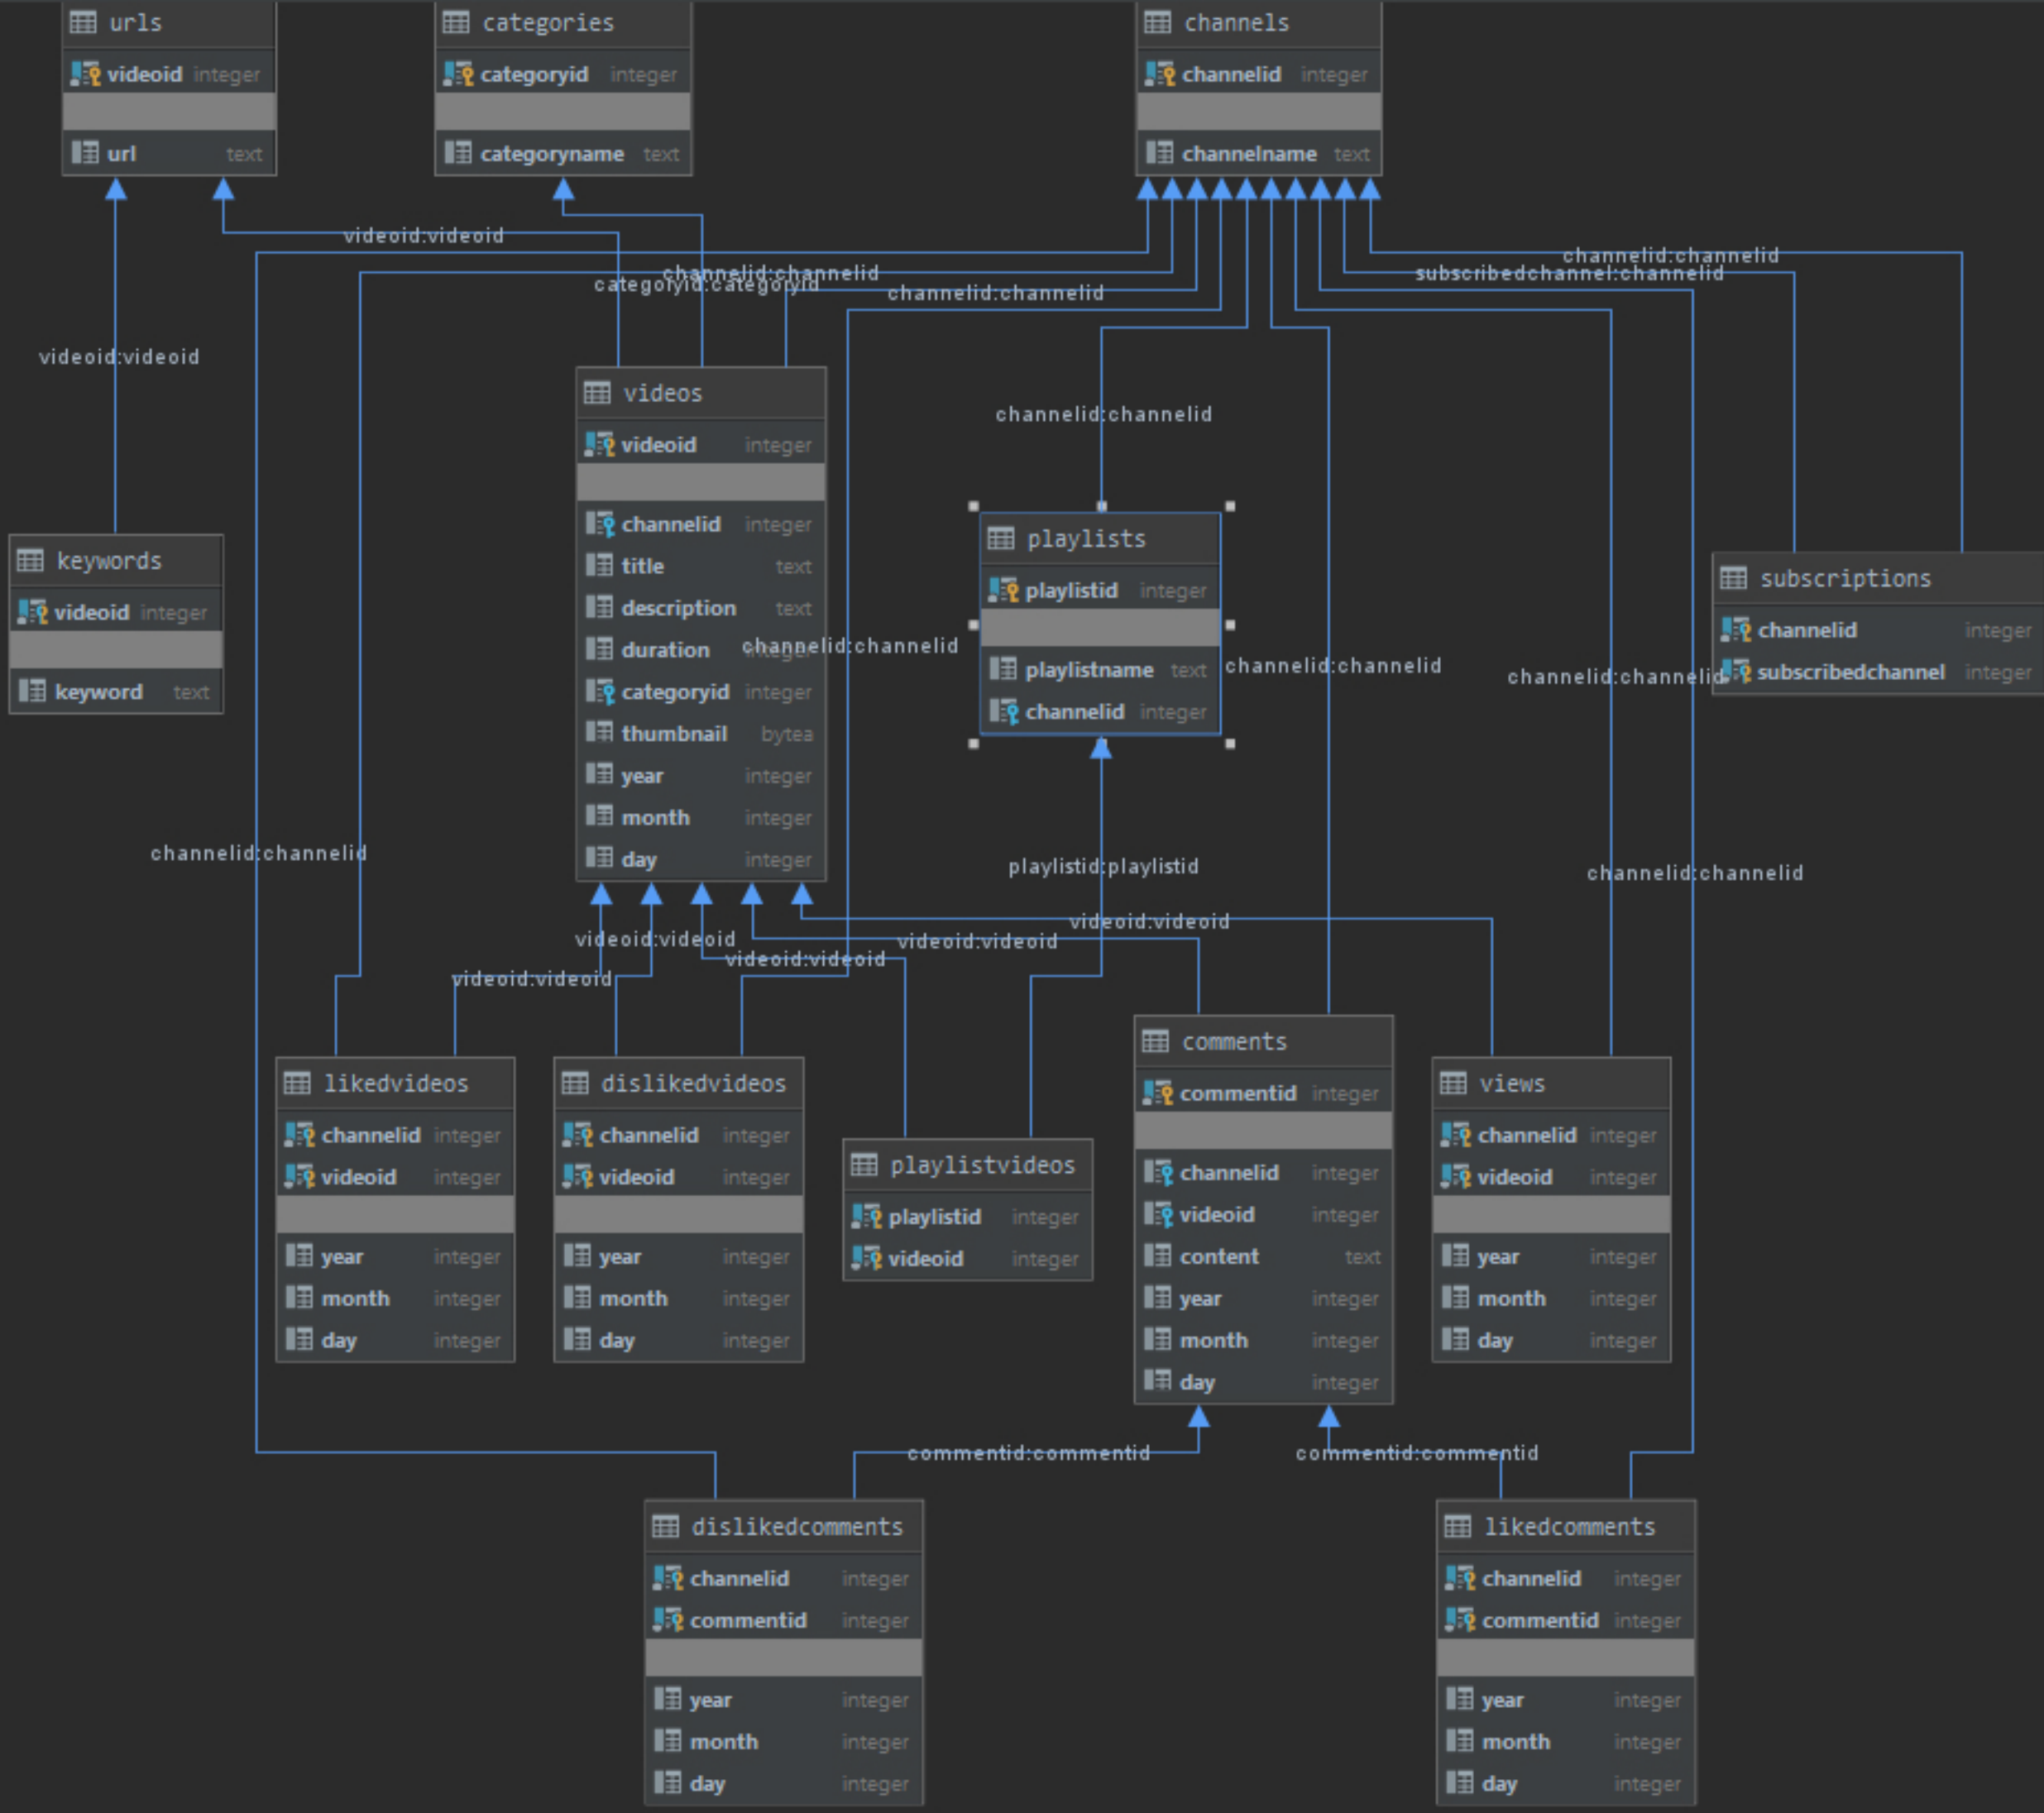 urls
videoid integer
url text
categories
categoryid integer
categoryname text
channels
channelid integer
channelname text
videoid:videoid
channelid:channelid
subscribedchannel:channelid
channelid:channelid
categoryid:categoryid
channelid:channelid
videoid:videoid
channelid:channelid
keywords
videoid integer
keyword text
videos
videoid integer
channelid integer
title text
description text
duration integer
categoryid integer
thumbnail bytea
year integer
month integer
day integer
channelid:channelid
playlists
playlistid integer
playlistname text
channelid integer
channelid:channelid
channelid:channelid
subscriptions
channelid integer
subscribedchannel integer
channelid:channelid
playlistid:playlistid
channelid:channelid
videoid:videoid
videoid:videoid
videoid:videoid
videoid:videoid
videoid:videoid
likedvideos
channelid integer
videoid integer
year integer
month integer
day integer
dislikedvideos
channelid integer
videoid integer
year integer
month integer
day integer
playlistvideos
playlistid integer
videoid integer
comments
commentid integer
channelid integer
videoid integer
content text
year integer
month integer
day integer
views
channelid integer
videoid integer
year integer
month integer
day integer
commentid:commentid
commentid:commentid
dislikedcomments
channelid integer
commentid integer
year integer
month integer
day integer
likedcomments
channelid integer
commentid integer
year integer
month integer
day integer